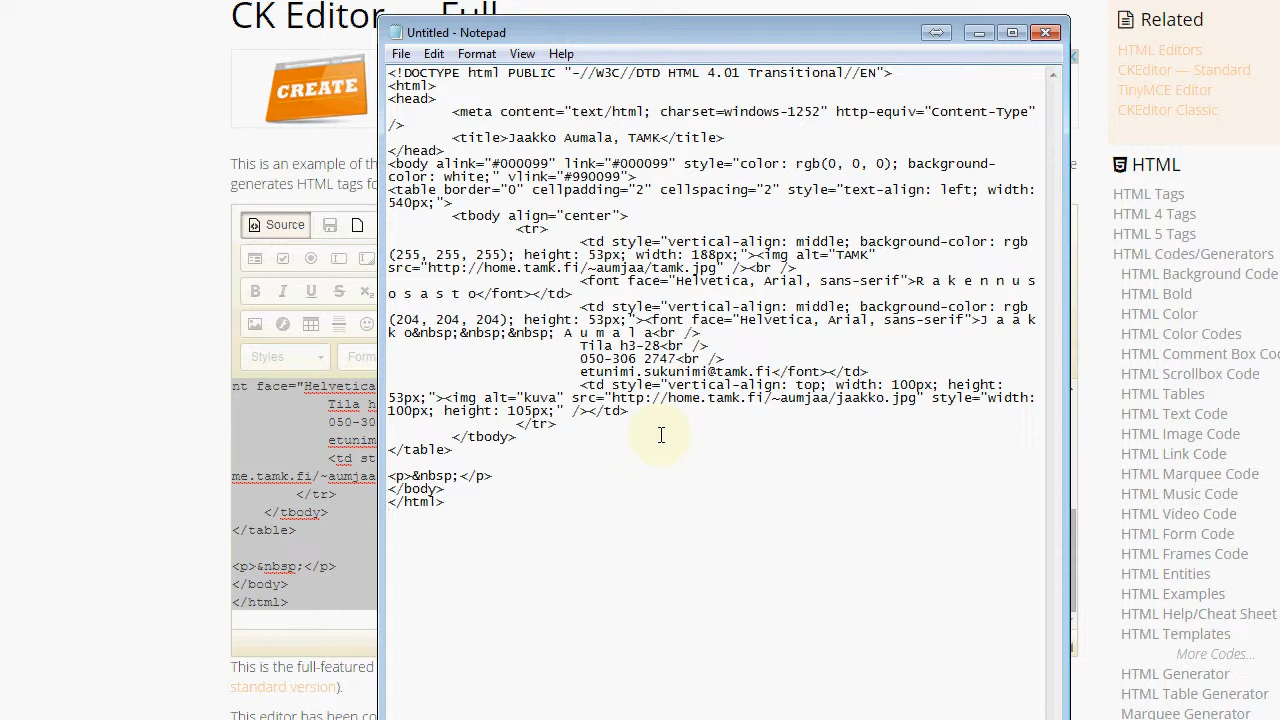 CK Editor — Full
CREATE
This is an example of th
generates HTML tags fo
Source
Styles
Form
nt face="Helvetica
Tila h
050-30
etunim
<td st
me.tamk.fi/~aumjaa
</tr>
</tbody>
</table>
<p>&nbsp;</p>
</body>
</html>
This is the full-featured
standard version).
This editor has been co
Untitled - Notepad
File Edit Format View Help
<!DOCTYPE html PUBLIC "-//W3C//DTD HTML 4.01 Transitional//EN">
<html>
<head>
<meta content="text/html; charset=windows-1252" http-equiv="Content-Type"
/>
<title>Jaakko Aumala, TAMK</title>
</head>
<body alink="#000099" link="#000099" style="color: rgb(0, 0, 0); background-
color: white;" vlink="#990099">
<table border="0" cellpadding="2" cellspacing="2" style="text-align: left; width:
540px;">
<tbody align="center">
<tr>
<td style="vertical-align: middle; background-color: rgb
(255, 255, 255); height: 53px; width: 188px;"><img alt="TAMK"
src="http://home.tamk.fi/~aumjaa/tamk.jpg" /><br />
<font face="Helvetica, Arial, sans-serif">R a k e n n u s
o s a s t o</font></td>
<td style="vertical-align: middle; background-color: rgb
(204, 204, 204); height: 53px;"><font face="Helvetica, Arial, sans-serif">J a a k
k o&nbsp;&nbsp;&nbsp; A u m a l a<br />
Tila h3-28<br />
050-306 2747<br />
etunimi.sukunimi@tamk.fi</font></td>
<td style="vertical-align: top; width: 100px; height:
53px;"><img alt="kuva" src="http://home.tamk.fi/~aumjaa/jaakko.jpg" style="width:
100px; height: 105px;" /></td>
</tr>
</tbody>
</table>
<p>&nbsp;</p>
</body>
</html>
Related
HTML Editors
CKEditor — Standard
TinyMCE Editor
CKEditor Classic
HTML
HTML Tags
HTML 4 Tags
HTML 5 Tags
HTML Codes/Generators
HTML Background Code
HTML Bold
HTML Color
HTML Color Codes
HTML Comment Box Co
HTML Scrollbox Code
HTML Tables
HTML Text Code
HTML Image Code
HTML Link Code
HTML Marquee Code
HTML Music Code
HTML Video Code
HTML Form Code
HTML Frames Code
HTML Entities
HTML Examples
HTML Help/Cheat Sheet
HTML Templates
More Codes...
HTML Generator
HTML Table Generator
Marquee Generator